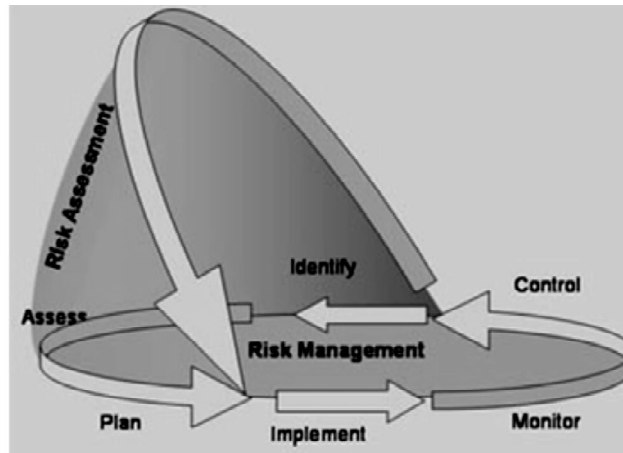 Risk Assessment
Identify
Control
Assess
Risk Management
Plan
Implement
Monitor